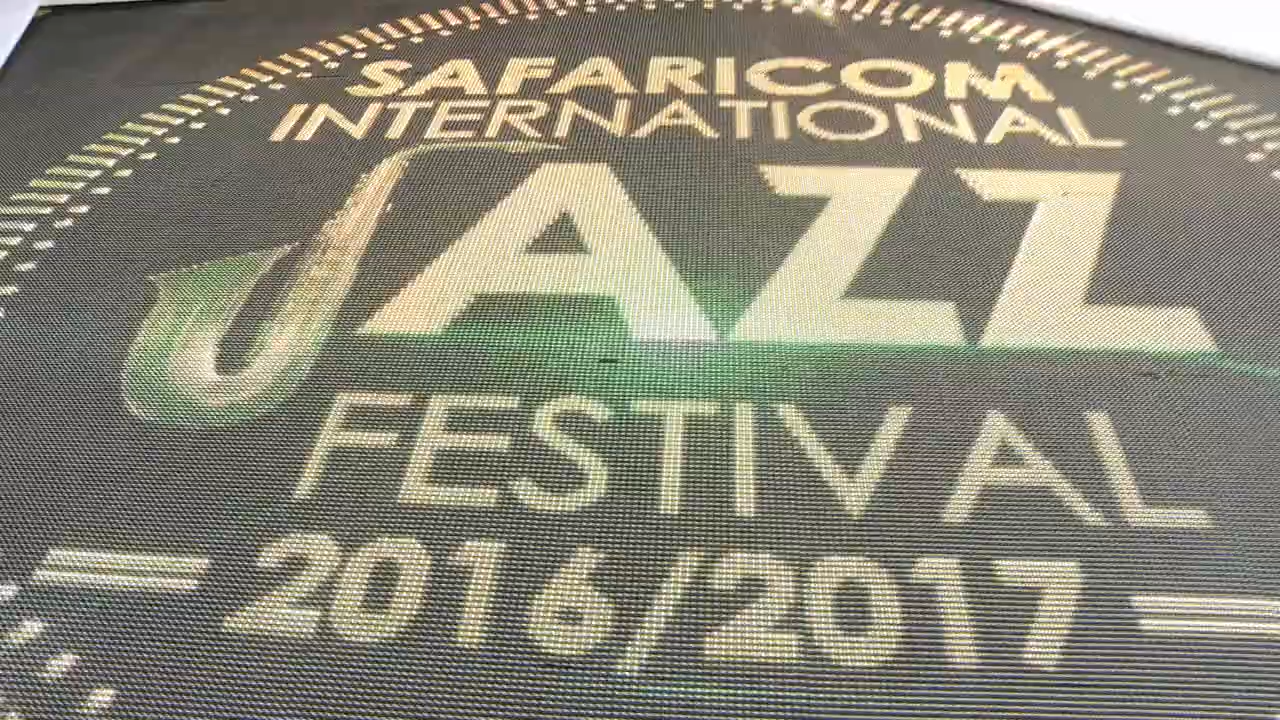 SAFARICOM
INTERNATIONAL
JAZZ
FESTIVAL
2016/2017